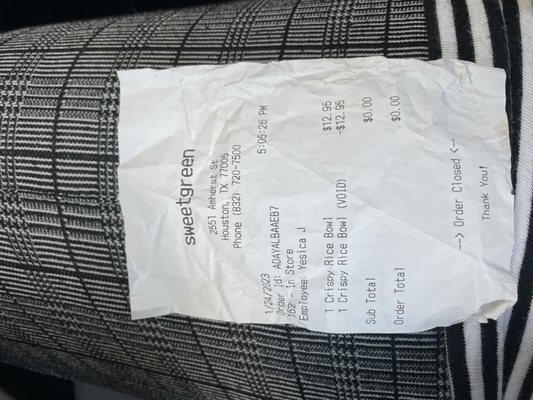 sweetgreen
2551 Amherst St
Houston, TX 77005
Phone (832) 720-7500
1/24/2023 5:05:26 PM
Order Id: ADAYALBAAEB7
162 - In Store
Employee: Yesica J
1 Crispy Rice Bowl $12.95
1 Crispy Rice Bowl (VOID) -$12.95
Sub Total $0.00
Order Total $0.00
--> Order Closed <--
Thank You!